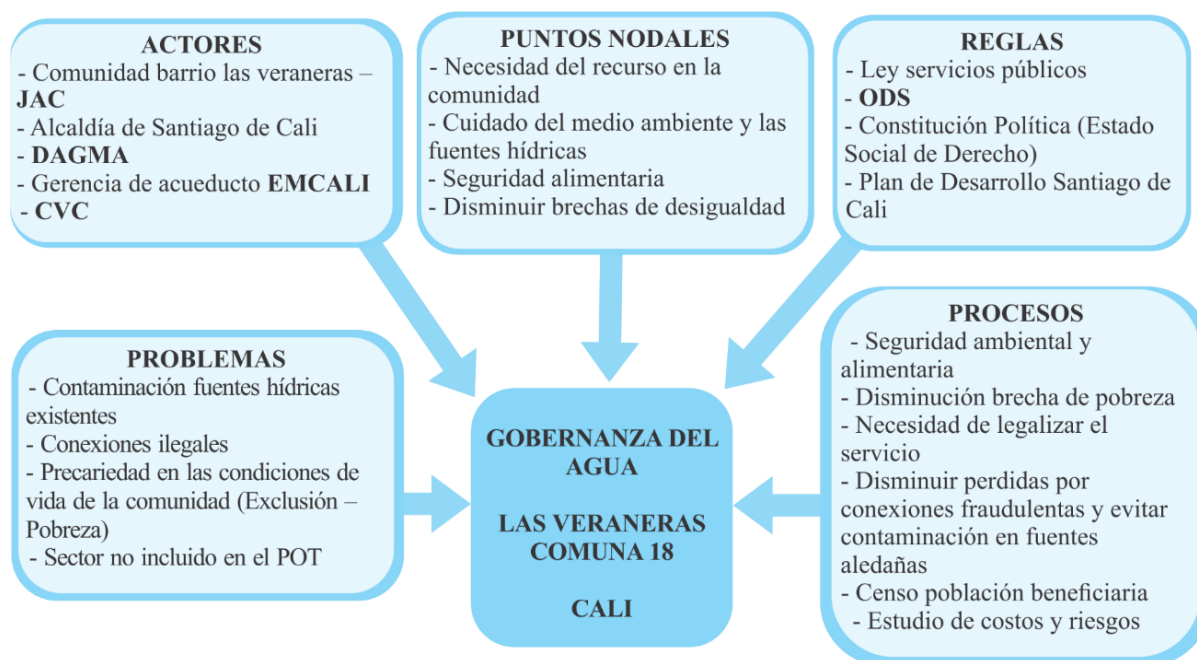 ACTORES
- Comunidad barrio las veraneras –
JAC
- Alcaldía de Santiago de Cali
- DAGMA
- Gerencia de acueducto EMCALI
- CVC
PUNTOS NODALES
- Necesidad del recurso en la
comunidad
- Cuidado del medio ambiente y las
fuentes hídricas
- Seguridad alimentaria
- Disminuir brechas de desigualdad
REGLAS
- Ley servicios públicos
- ODS
- Constitución Política (Estado
Social de Derecho)
- Plan de Desarrollo Santiago de
Cali
PROBLEMAS
- Contaminación fuentes hídricas
existentes
- Conexiones ilegales
- Precariedad en las condiciones de
vida de la comunidad (Exclusión –
Pobreza)
- Sector no incluido en el POT
GOBERNANZA DEL
AGUA
LAS VERANERAS
COMUNA 18
CALI
PROCESOS
- Seguridad ambiental y
alimentaria
- Disminución brecha de pobreza
- Necesidad de legalizar el
servicio
- Disminuir perdidas por
conexiones fraudulentas y evitar
contaminación en fuentes
aledañas
- Censo población beneficiaria
- Estudio de costos y riesgos